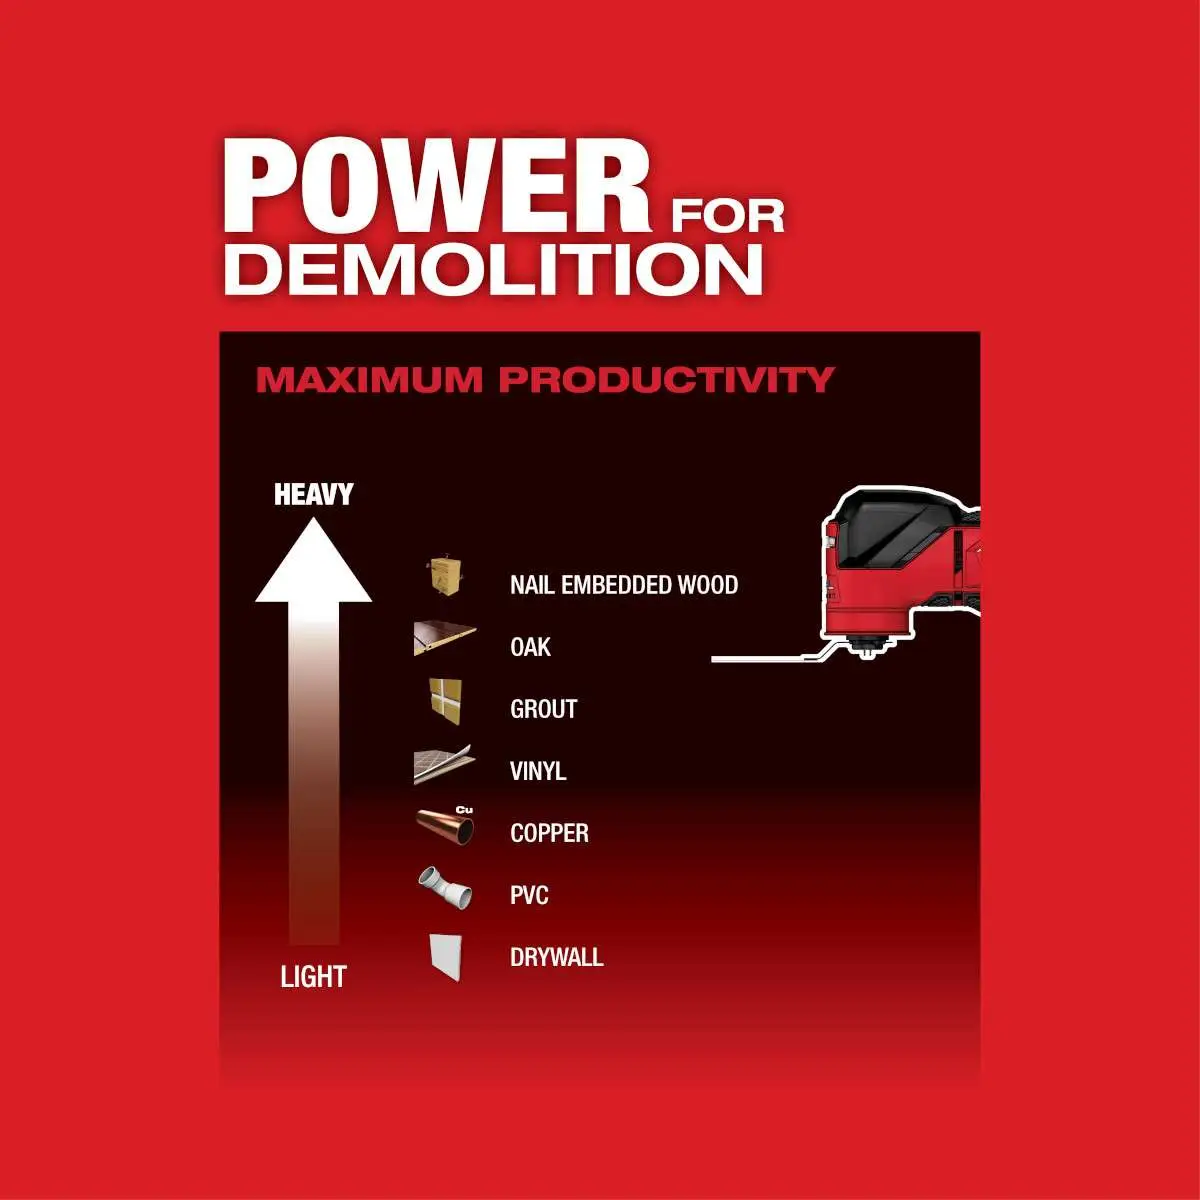 POWER FOR
DEMOLITION
MAXIMUM PRODUCTIVITY
HEAVY
NAIL EMBEDDED WOOD
OAK
GROUT
VINYL
Cu
COPPER
PVC
DRYWALL
LIGHT